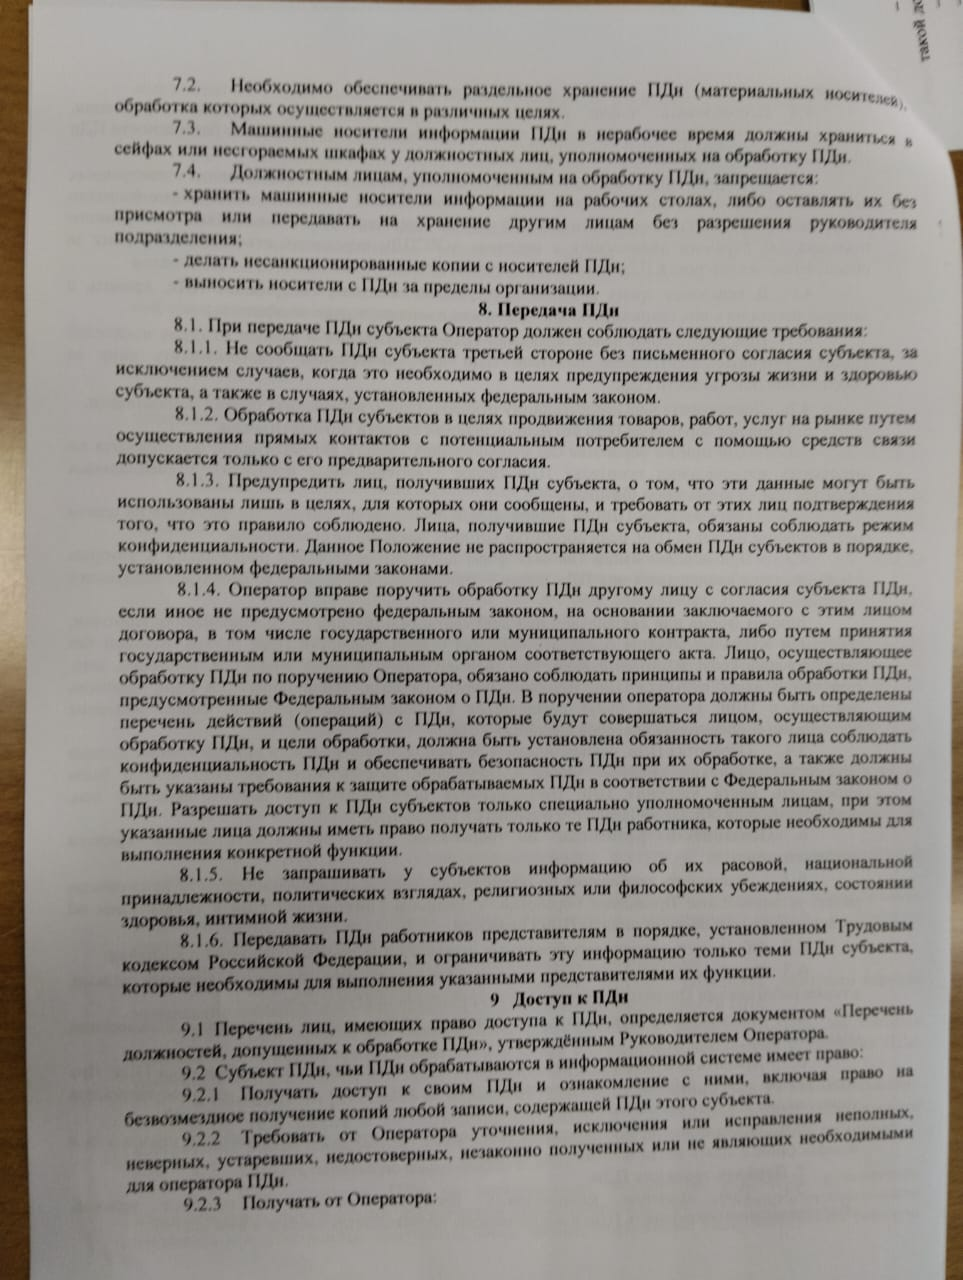 такой
7.2. Необходимо обеспечивать раздельное хранение ПДн (материальных носителей),
обработка которых осуществляется в различных целях.
7.3. Машинные носители информации ПДн в нерабочее время должны храниться в
сейфах или несгораемых шкафах у должностных лиц, уполномоченных на обработку ПДн.
7.4. Должностным лицам, уполномоченным на обработку ПДн, запрещается:
- хранить машинные носители информации на рабочих столах, либо оставлять их без
присмотра или передавать на хранение другим лицам без разрешения руководителя
подразделения;
- делать несанкционированные копии с носителей ПДн;
- выносить носители с ПДн за пределы организации.
8. Передача ПДн
8.1. При передаче ПДн субъекта Оператор должен соблюдать следующие требования:
8.1.1. Не сообщать ПДн субъекта третьей стороне без письменного согласия субъекта, за
исключением случаев, когда это необходимо в целях предупреждения угрозы жизни и здоровью
субъекта, а также в случаях, установленных федеральным законом.
8.1.2. Обработка ПДн субъектов в целях продвижения товаров, работ, услуг на рынке путем
осуществления прямых контактов с потенциальным потребителем с помощью средств связи
допускается только с его предварительного согласия.
8.1.3. Предупредить лиц, получивших ПДн субъекта, о том, что эти данные могут быть
использованы лишь в целях, для которых они сообщены, и требовать от этих лиц подтверждения
того, что это правило соблюдено. Лица, получившие ПДн субъекта, обязаны соблюдать режим
конфиденциальности. Данное Положение не распространяется на обмен ПДн субъектов в порядке,
установленном федеральными законами.
8.1.4. Оператор вправе поручить обработку ПДн другому лицу с согласия субъекта ПДн,
если иное не предусмотрено федеральным законом, на основании заключаемого с этим лицом
договора, в том числе государственного или муниципального контракта, либо путем принятия
государственным или муниципальным органом соответствующего акта. Лицо, осуществляющее
обработку ПДн по поручению Оператора, обязано соблюдать принципы и правила обработки ПДн,
предусмотренные Федеральным законом о ПДн. В поручении оператора должны быть определены
перечень действий (операций) с ПДн, которые будут совершаться лицом, осуществляющим
обработку ПДн, и цели обработки, должна быть установлена обязанность такого лица соблюдать
конфиденциальность ПДн и обеспечивать безопасность ПДн при их обработке, а также должны
быть указаны требования к защите обрабатываемых ПДн в соответствии с Федеральным законом о
ПДн. Разрешать доступ к ПДн субъектов только специально уполномоченным лицам, при этом
указанные лица должны иметь право получать только те ПДн работника, которые необходимы для
выполнения конкретной функции.
8.1.5. Не запрашивать у субъектов информацию об их расовой, национальной
принадлежности, политических взглядах, религиозных или философских убеждениях, состоянии
здоровья, интимной жизни.
8.1.6. Передавать ПДн работников представителям в порядке, установленном Трудовым
кодексом Российской Федерации, и ограничивать эту информацию только теми ПДн субъекта,
которые необходимы для выполнения указанными представителями их функции.
9 Доступ к ПДн
9.1 Перечень лиц, имеющих право доступа к ПДн, определяется документом «Перечень
должностей, допущенных к обработке ПДн», утверждённым Руководителем Оператора.
9.2 Субъект ПДн, чьи ПДн обрабатываются в информационной системе имеет право:
9.2.1 Получать доступ к своим ПДн и ознакомление с ними, включая право на
безвозмездное получение копий любой записи, содержащей ПДн этого субъекта.
9.2.2 Требовать от Оператора уточнения, исключения или исправления неполных,
неверных, устаревших, недостоверных, незаконно полученных или не являющих необходимыми
для оператора ПДн.
9.2.3 Получать от Оператора: